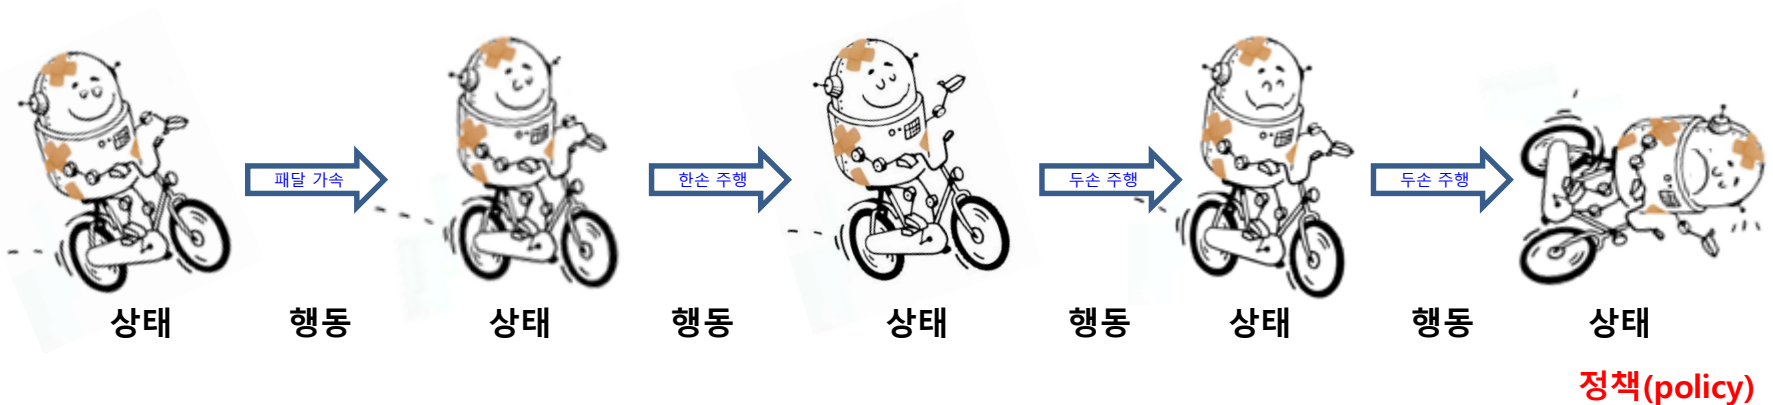 패달 가속
한손 주행
두손 주행
두손 주행
상태 행동 상태 행동 상태 행동 상태 행동 상태
정책(policy)